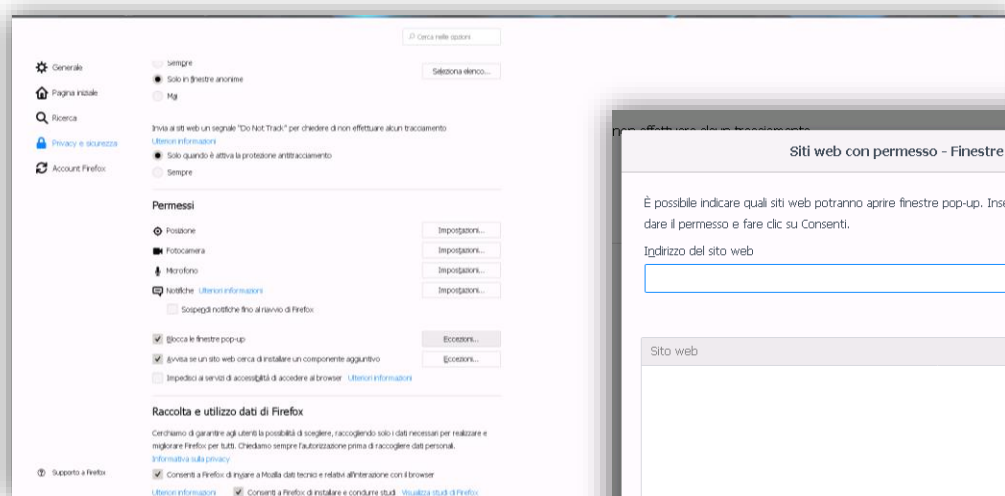 Cerca nelle opzioni
Generale
Pagina iniziale
Ricerca
Privacy e sicurezza
Account Firefox
Supporto a Firefox
Sempre
Solo in finestre anonime
Mai
Seleziona elenco...
Invia ai siti web un segnale "Do Not Track" per chiedere di non effettuare alcun tracciamento
Ulteriori informazioni
Solo quando è attiva la protezione antitracciamento
Sempre
Permessi
Posizione Impostazioni...
Fotocamera Impostazioni...
Microfono Impostazioni...
Notifiche Ulteriori informazioni Impostazioni...
Sospendi notifiche fino al riavvio di Firefox
Blocca le finestre pop-up Eccezioni...
Avvisa se un sito web cerca di installare un componente aggiuntivo Eccezioni...
Impedisci ai servizi di accessibilità di accedere al browser Ulteriori informazioni
Raccolta e utilizzo dati di Firefox
Cerchiamo di garantire agli utenti la possibilità di scegliere, raccogliendo solo i dati necessari per realizzare e
migliorare Firefox per tutti. Chiediamo sempre l'autorizzazione prima di raccogliere dati personali.
Informativa sulla privacy
Consenti a Firefox di inviare a Mozilla dati tecnici e relativi all'interazione con il browser
Ulteriori informazioni Consenti a Firefox di installare e condurre studi Visualizza studi di Firefox
non effettuare alcun tracciamento
Siti web con permesso - Finestre
È possibile indicare quali siti web potranno aprire finestre pop-up. Inse
dare il permesso e fare clic su Consenti.
Indirizzo del sito web
Sito web